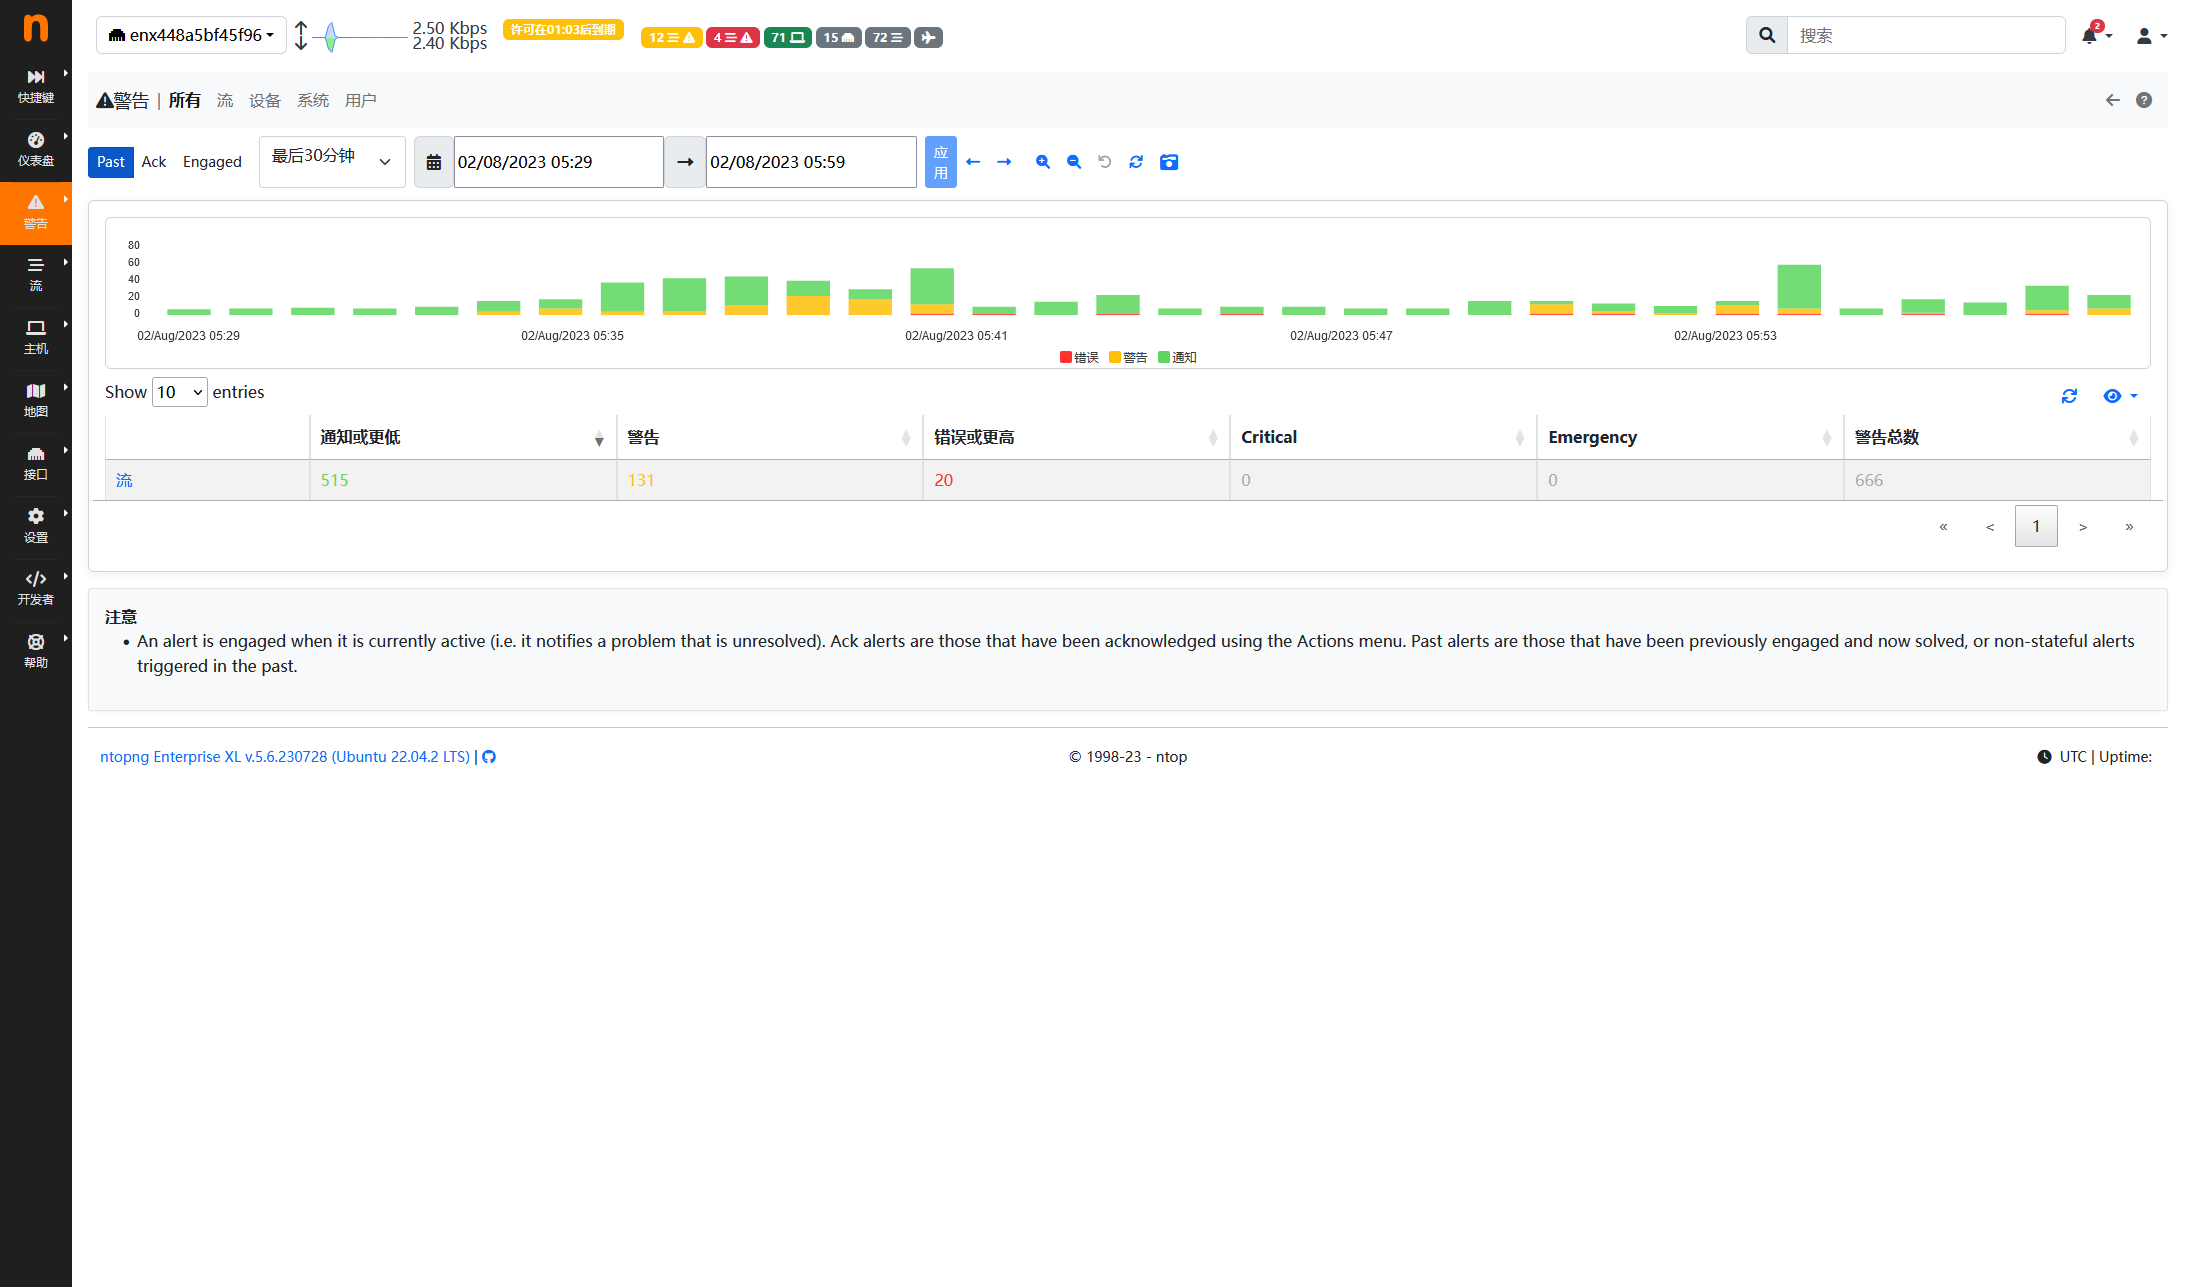 n
enx448a5bf45f96
2.50 Kbps
2.40 Kbps
许可在01:03后到期
12
4
71
15
72
搜索
2
快捷键
仪表盘
警告
流
主机
地图
接口
设置
开发者
帮助
警告 | 所有 流 设备 系统 用户
Past Ack Engaged
最后30分钟
02/08/2023 05:29
02/08/2023 05:59
应用
80
60
40
20
0
02/Aug/2023 05:29
02/Aug/2023 05:35
02/Aug/2023 05:41
02/Aug/2023 05:47
02/Aug/2023 05:53
错误 警告 通知
Show 10 entries
通知或更低 警告 错误或更高 Critical Emergency 警告总数
流 515 131 20 0 0 666
« < 1 > »
注意
• An alert is engaged when it is currently active (i.e. it notifies a problem that is unresolved). Ack alerts are those that have been acknowledged using the Actions menu. Past alerts are those that have been previously engaged and now solved, or non-stateful alerts
triggered in the past.
ntopng Enterprise XL v.5.6.230728 (Ubuntu 22.04.2 LTS) |
© 1998-23 - ntop
UTC | Uptime: